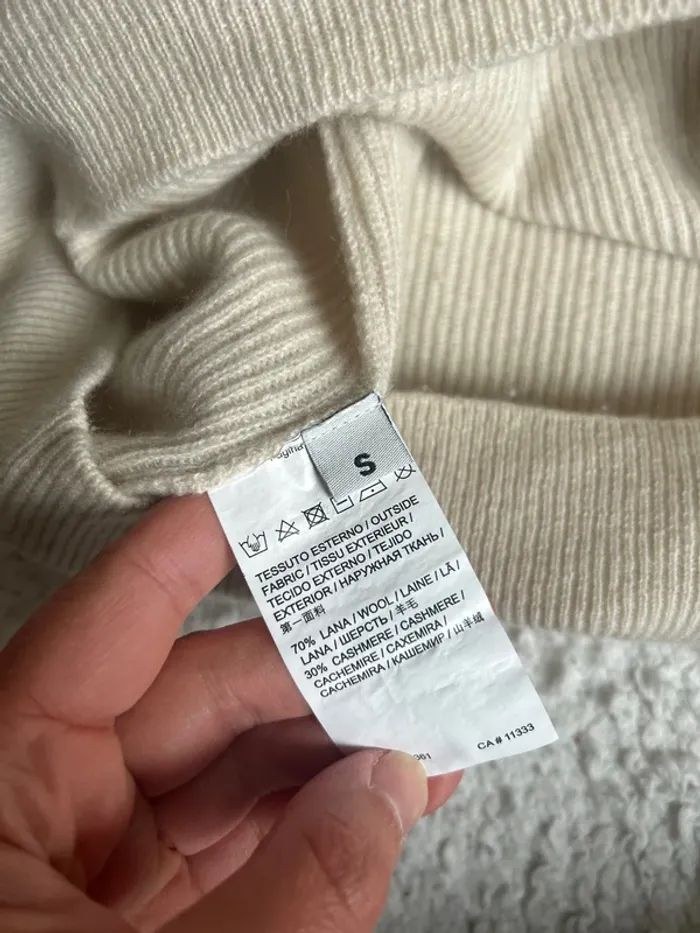 S
TESSUTO ESTERNO / OUTSIDE
FABRIC / TISSU EXTERIEUR /
TECIDO EXTERNO / TEJIDO
EXTERIOR / НАРУЖНАЯ ТКАНЬ /
第一面料
70% LANA / WOOL / LAINE / LÃ /
LANA / ШЕРСТЬ / 羊毛
30% CASHMERE / CASHMERE /
CACHEMIRE / CAXEMIRA /
CACHEMIRA / КАШЕМИР / 山羊绒
CA # 11333